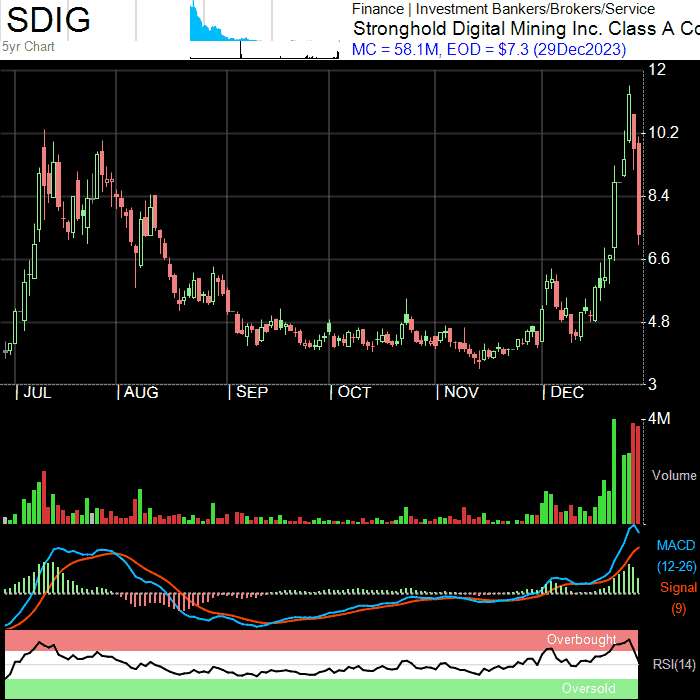 SDIG
5yr Chart
Finance | Investment Bankers/Brokers/Service
Stronghold Digital Mining Inc. Class A Co
MC = 58.1M, EOD = $7.3 (29Dec2023)
12
10.2
8.4
6.6
4.8
3
JUL AUG SEP OCT NOV DEC
4M
Volume
MACD
(12-26)
Signal
(9)
Overbought
RSI(14)
Oversold